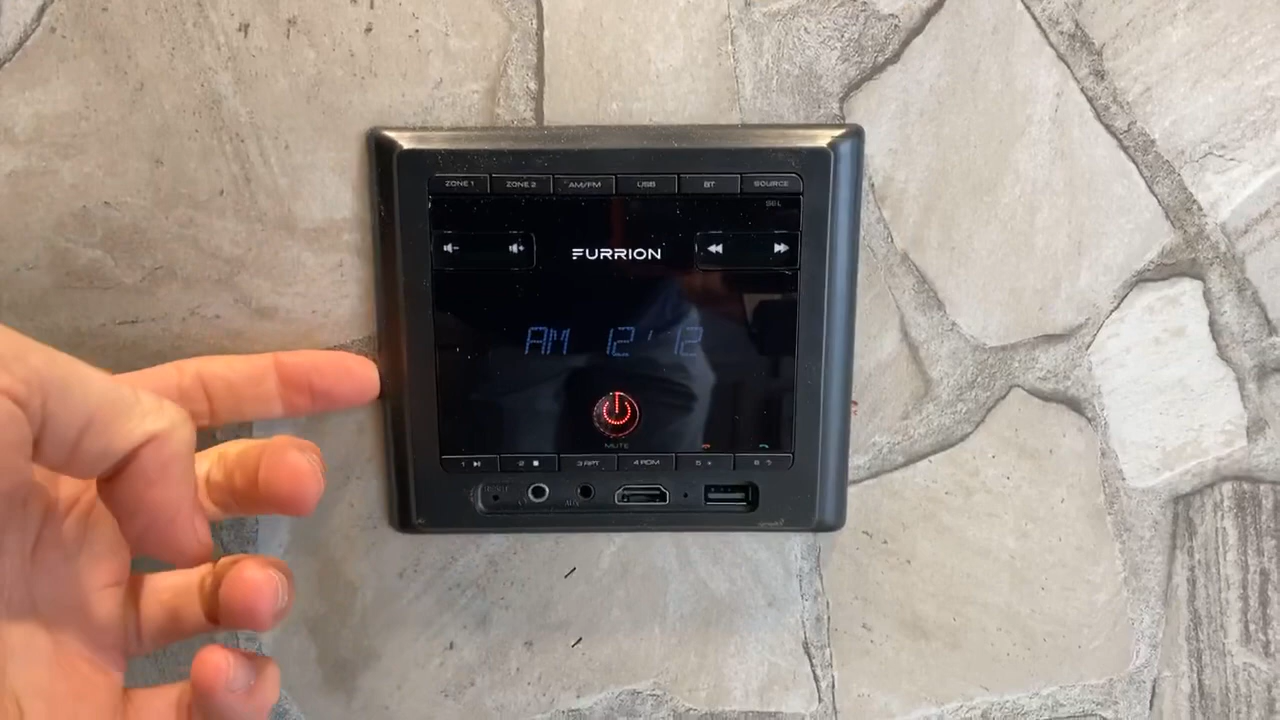 ZONE 1 ZONE 2 AM/FM USB BT SOURCE
SEL
FURRION
AM 12'12
MUTE
1 2 3 RPT 4 RDM 5 6
AUX